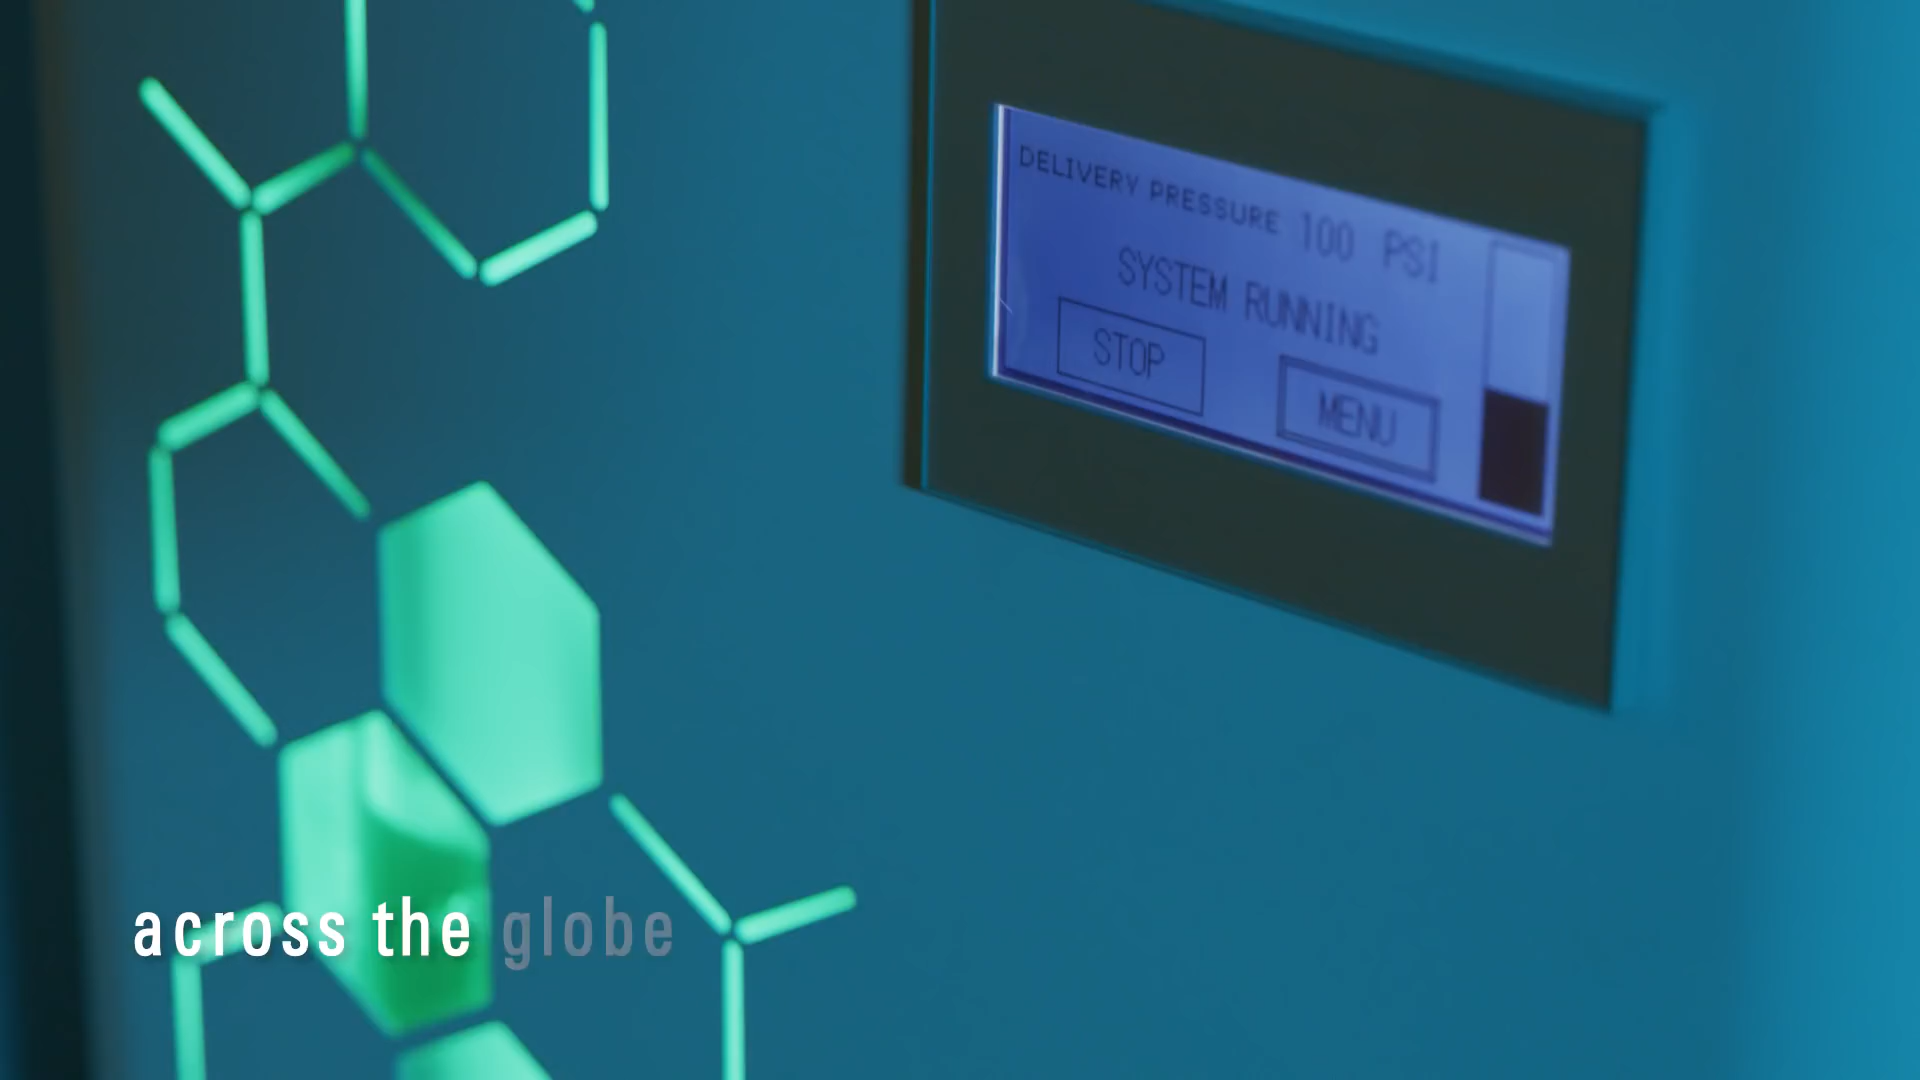 DELIVERY PRESSURE 100 PSI
SYSTEM RUNNING
STOP
MENU
across the globe